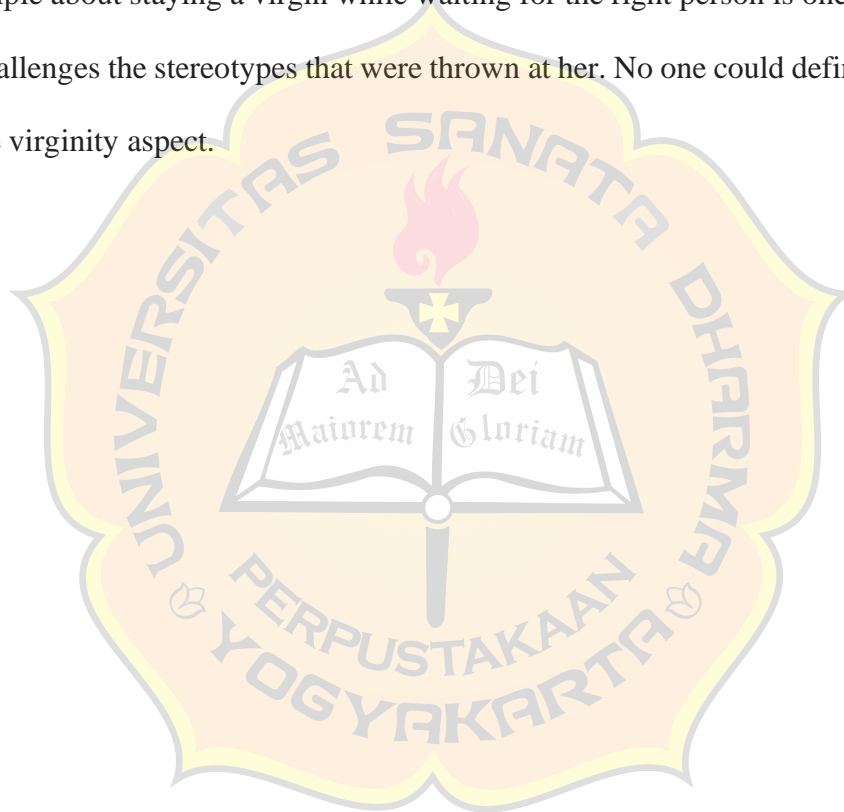 ple about staying a virgin while waiting for the right person is one
allenges the stereotypes that were thrown at her. No one could defin
virginity aspect.
UNIVERSITAS SANATA DHARMA
Ad Dei
Maiorem Gloriam
PERPUSTAKAAN
YOGYAKARTA